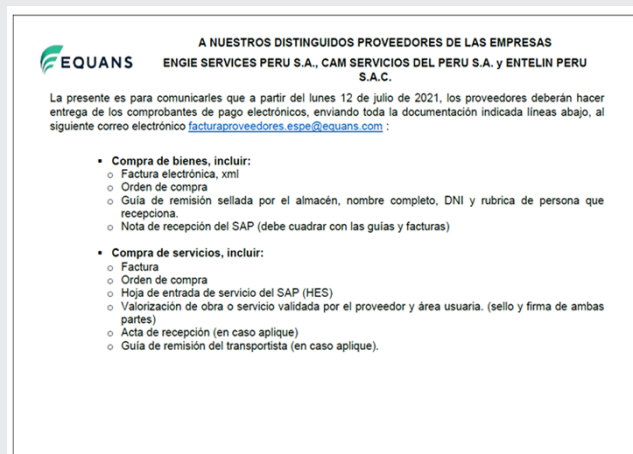 EQUANS
A NUESTROS DISTINGUIDOS PROVEEDORES DE LAS EMPRESAS
ENGIE SERVICES PERU S.A., CAM SERVICIOS DEL PERU S.A. y ENTELIN PERU
S.A.C.
La presente es para comunicarles que a partir del lunes 12 de julio de 2021, los proveedores deberán hacer
entrega de los comprobantes de pago electrónicos, enviando toda la documentación indicada líneas abajo, al
siguiente correo electrónico facturaproveedores.espe@equans.com :
▪ Compra de bienes, incluir:
o Factura electrónica, xml
o Orden de compra
o Guía de remisión sellada por el almacén, nombre completo, DNI y rubrica de persona que
recepciona.
o Nota de recepción del SAP (debe cuadrar con las guías y facturas)
▪ Compra de servicios, incluir:
o Factura
o Orden de compra
o Hoja de entrada de servicio del SAP (HES)
o Valorización de obra o servicio validada por el proveedor y área usuaria. (sello y firma de ambas
partes)
o Acta de recepción (en caso aplique)
o Guía de remisión del transportista (en caso aplique).